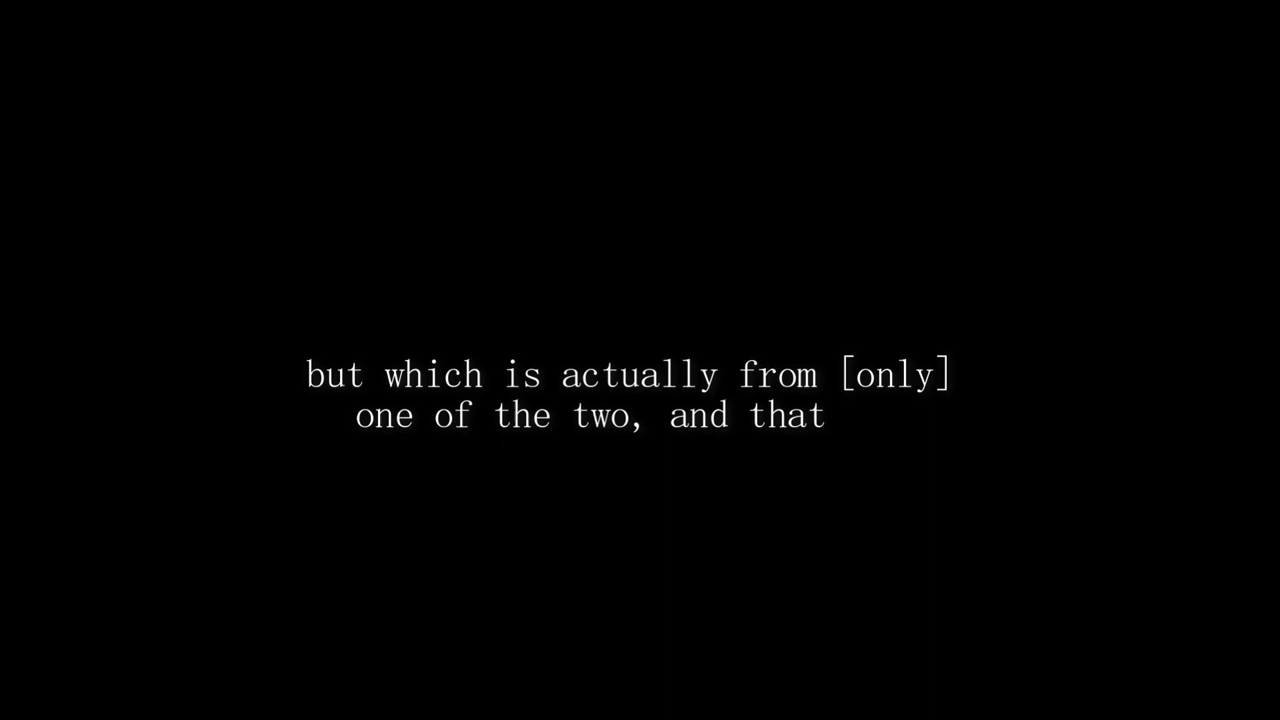 but which is actually from [only]
one of the two, and that